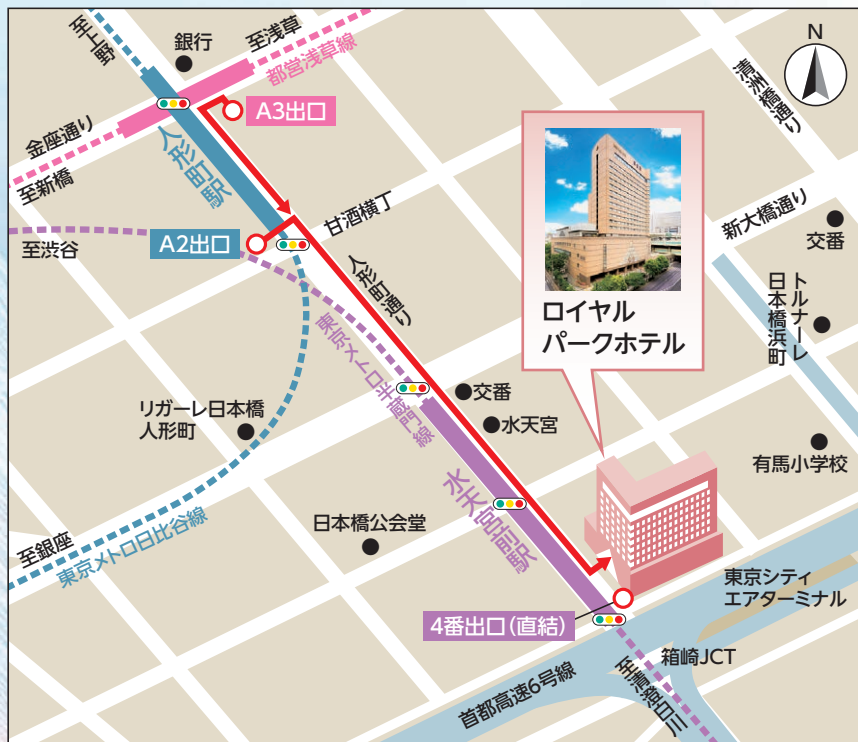 至上野
銀行
至浅草
都営浅草線
N
清洲橋通り
A3出口
金座通り
至新橋
人形町駅
甘酒横丁
新大橋通り
交番
至渋谷
A2出口
人形町通り
ロイヤル
パークホテル
トルナーレ
日本橋浜町
東京メトロ半蔵門線
交番
水天宮
リガーレ日本橋
人形町
有馬小学校
水天宮前駅
日本橋公会堂
至銀座
東京メトロ日比谷線
東京シティ
エアターミナル
4番出口(直結)
箱崎JCT
首都高速6号線
至清澄白川